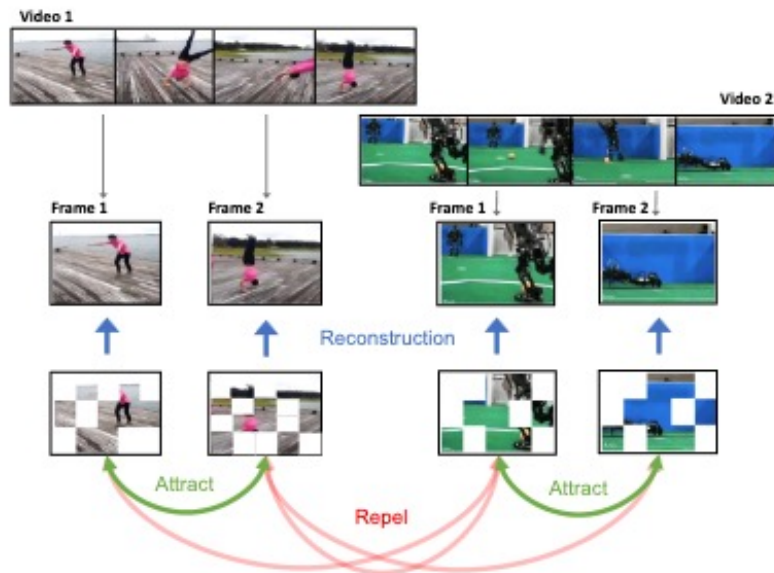 Video 1
Video 2
Frame 1
Frame 2
Frame 1
Frame 2
Reconstruction
Attract
Attract
Repel